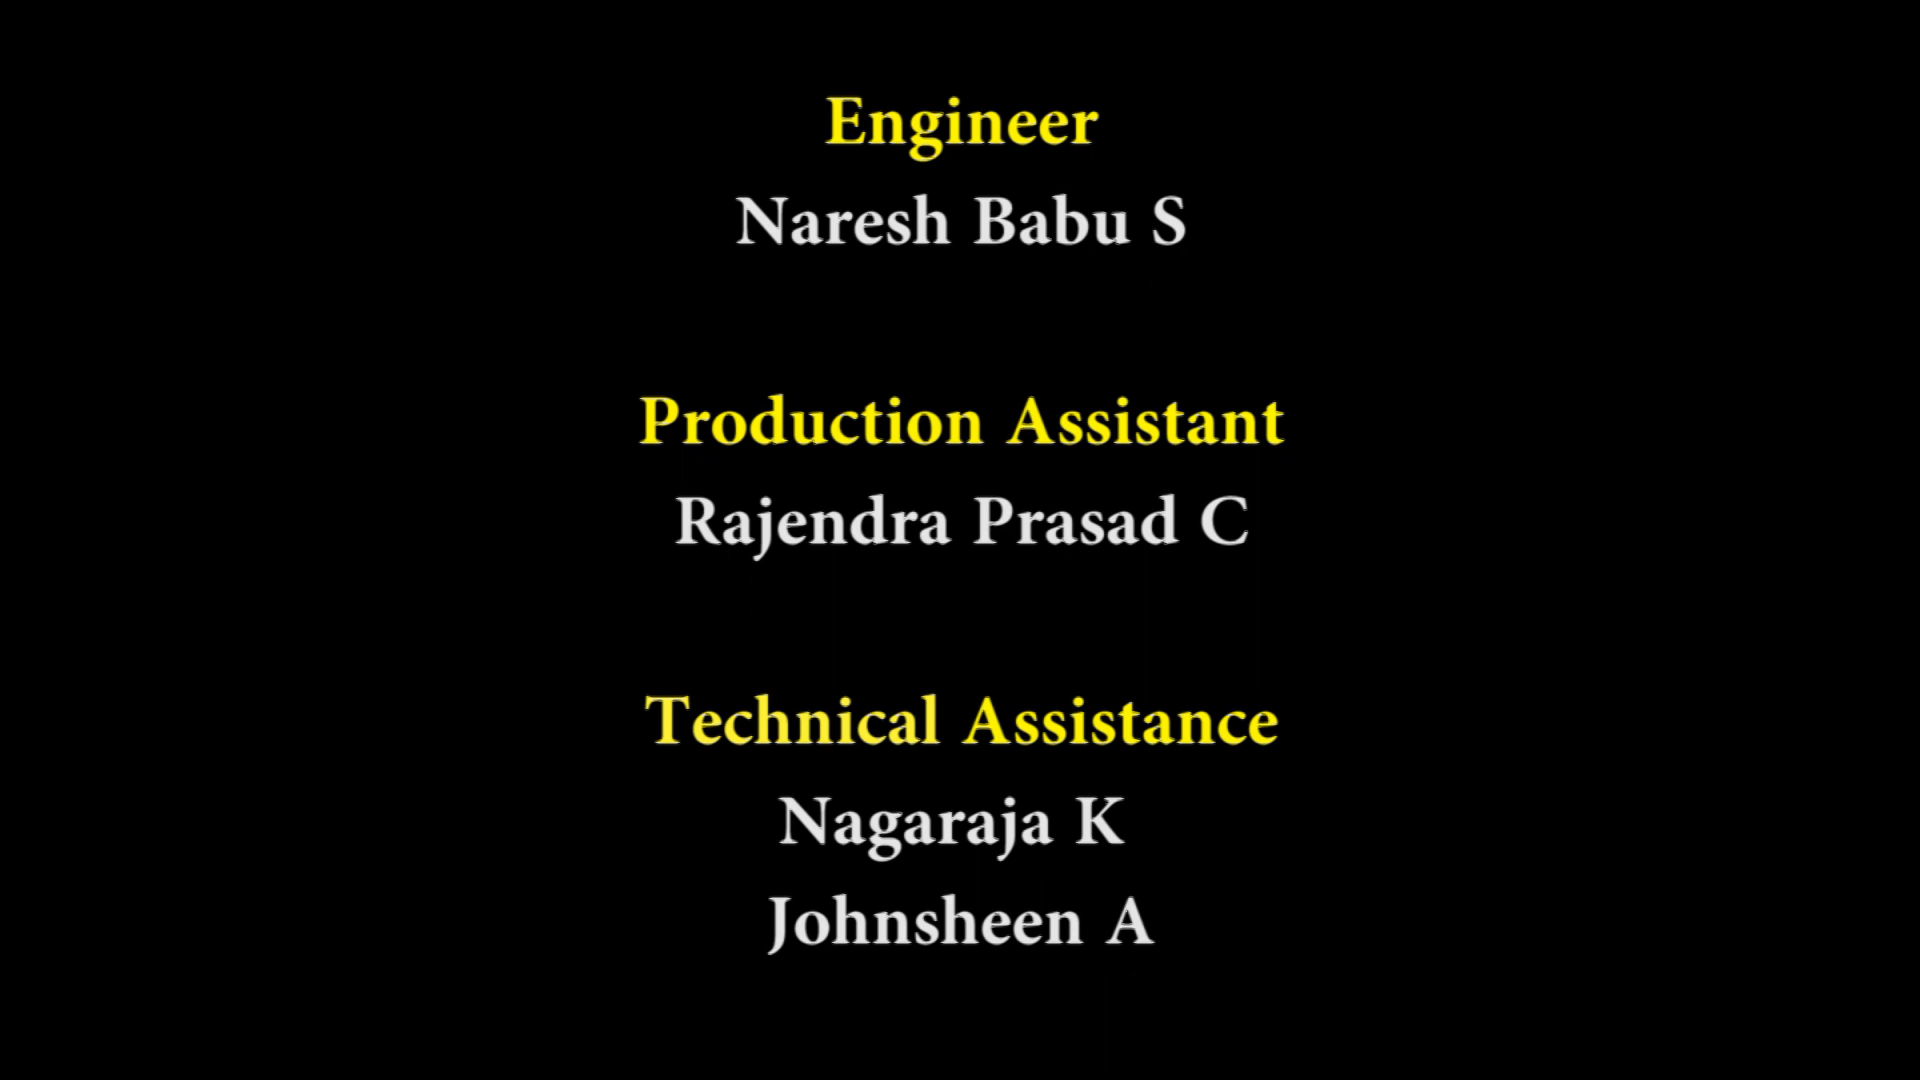 Engineer
Naresh Babu S
Production Assistant
Rajendra Prasad C
Technical Assistance
Nagaraja K
Johnsheen A